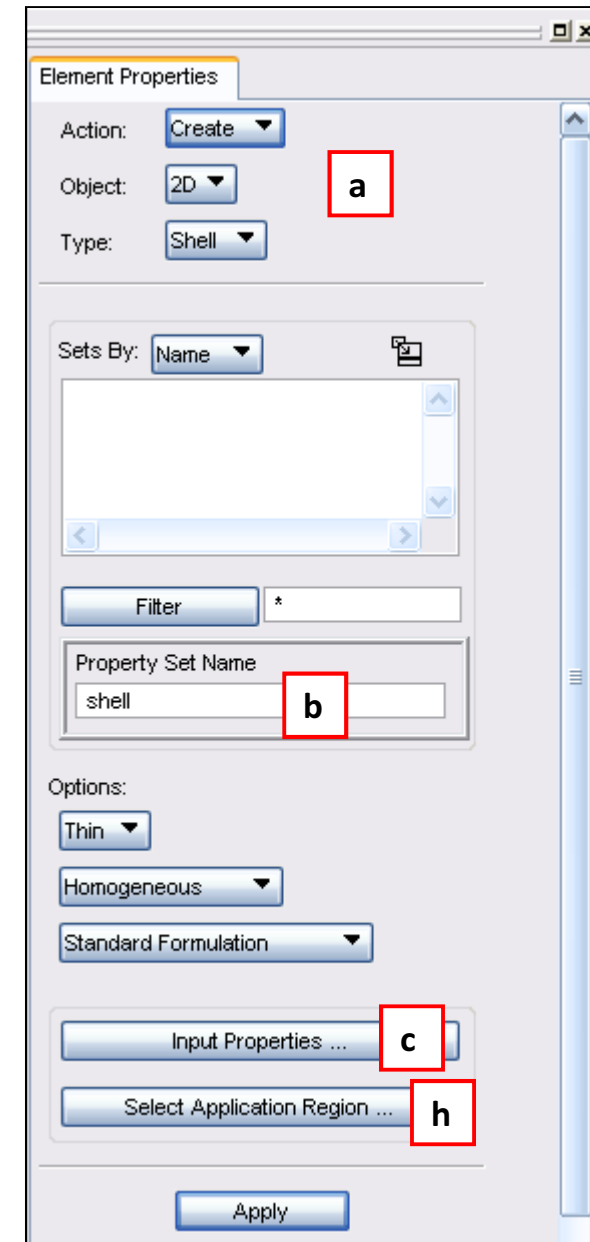 Element Properties
Action: Create
a
Object: 2D
Type: Shell
Sets By: Name
Filter *
Property Set Name
shell
b
Options:
Thin
Homogeneous
Standard Formulation
Input Properties ... c
Select Application Region ... h
Apply